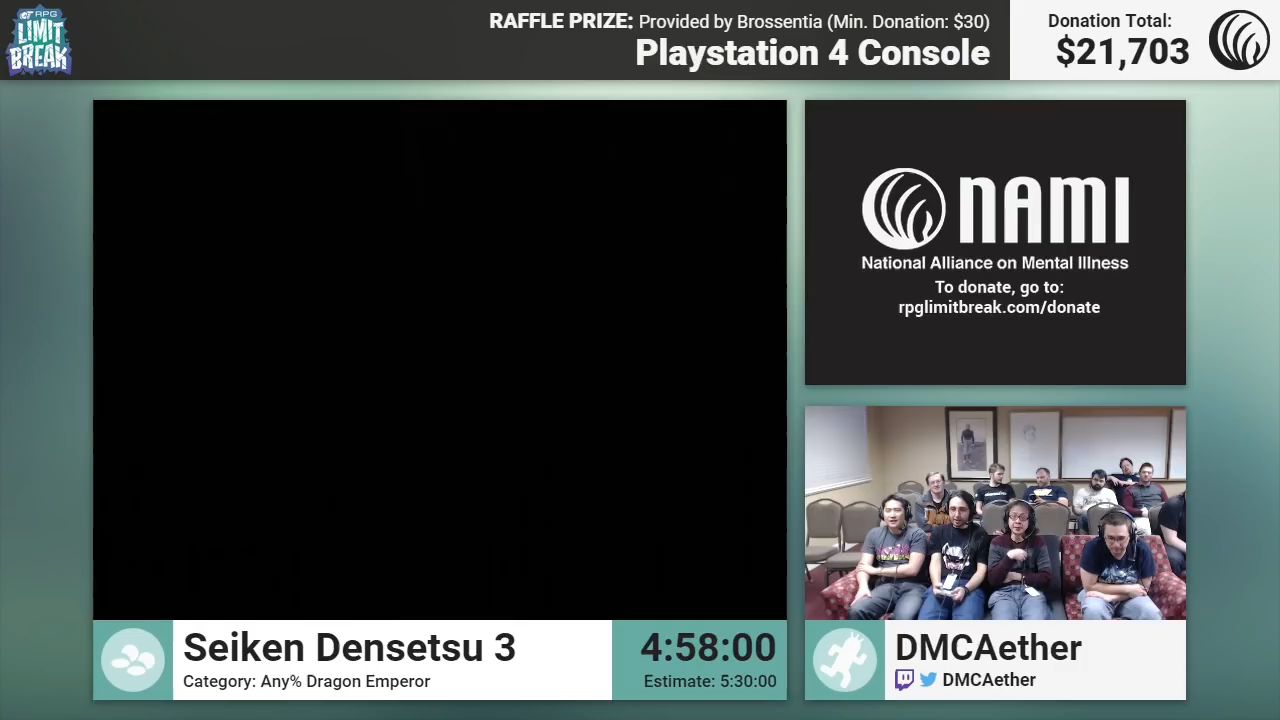 RPG
LIMIT
BREAK
RAFFLE PRIZE: Provided by Brossentia (Min. Donation: $30)
Playstation 4 Console
Donation Total:
$21,703
NAMI
National Alliance on Mental Illness
To donate, go to:
rpglimitbreak.com/donate
Seiken Densetsu 3
Category: Any% Dragon Emperor
4:58:00
Estimate: 5:30:00
DMCAether
DMCAether